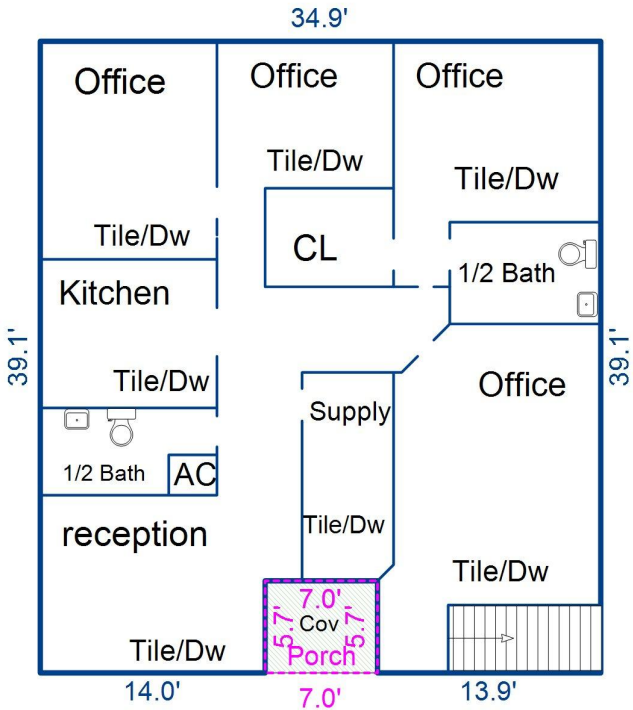 34.9'
Office
Office
Office
Tile/Dw
Tile/Dw
Tile/Dw
CL
1/2 Bath
Kitchen
39.1'
39.1'
Tile/Dw
Office
Supply
1/2 Bath
AC
reception
Tile/Dw
Tile/Dw
7.0'
5.7'
Cov
5.7'
Porch
Tile/Dw
14.0'
7.0'
13.9'